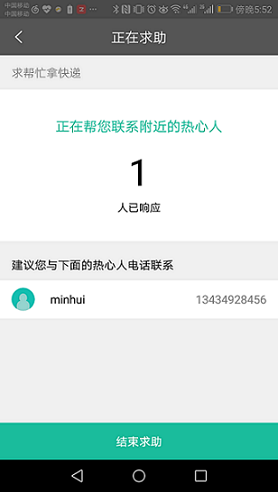 中国移动
中国移动
傍晚5:52
正在求助
求帮忙拿快递
正在帮您联系附近的热心人
1
人已响应
建议您与下面的热心人电话联系
minhui 13434928456
结束求助